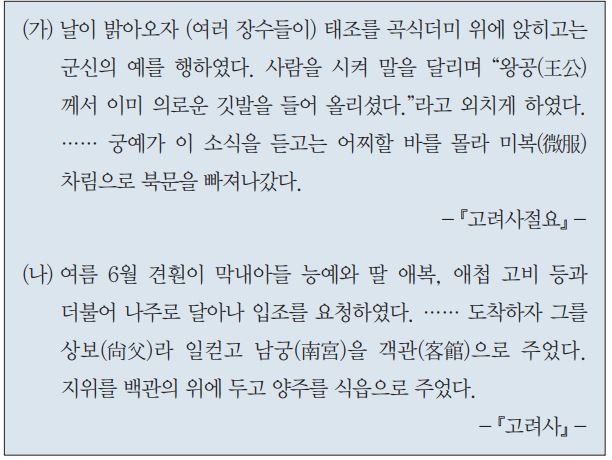 (가) 날이 밝아오자 (여러 장수들이) 태조를 곡식더미 위에 앉히고는
군신의 예를 행하였다. 사람을 시켜 말을 달리며 “왕공(王公)
께서 이미 의로운 깃발을 들어 올리셨다.”라고 외치게 하였다.
…… 궁예가 이 소식을 듣고는 어찌할 바를 몰라 미복(微服)
차림으로 북문을 빠져나갔다.
－『고려사절요』－
(나) 여름 6월 견훤이 막내아들 능예와 딸 애복, 애첩 고비 등과
더불어 나주로 달아나 입조를 요청하였다. …… 도착하자 그를
상보(尙父)라 일컫고 남궁(南宮)을 객관(客館)으로 주었다.
지위를 백관의 위에 두고 양주를 식읍으로 주었다.
－『고려사』－